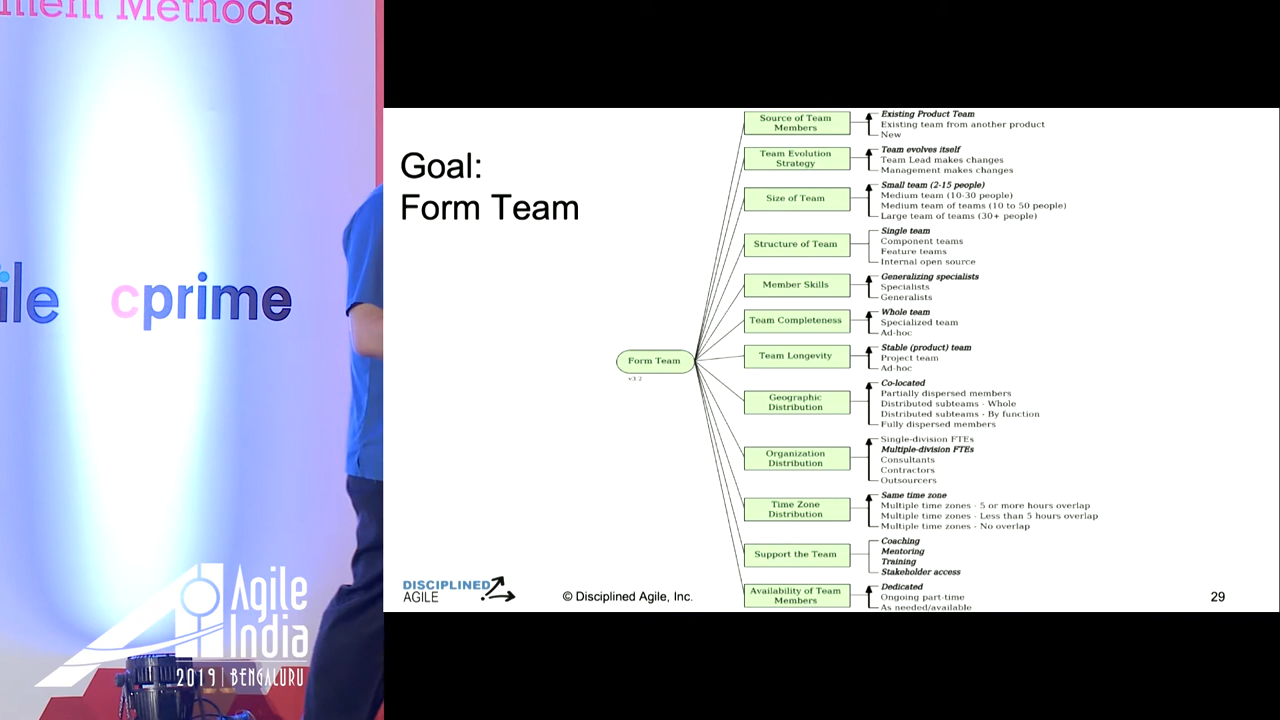 Methods
ile
cprime
Agile
India
2019 | BENGALURU
Goal:
Form Team
Form Team
v3.2
Source of Team
Members
Existing Product Team
Existing team from another product
New
Team Evolution
Strategy
Team evolves itself
Team Lead makes changes
Management makes changes
Size of Team
Small team (2-15 people)
Medium team (10-30 people)
Medium team of teams (10 to 50 people)
Large team of teams (30+ people)
Structure of Team
Single team
Component teams
Feature teams
Internal open source
Member Skills
Generalizing specialists
Specialists
Generalists
Team Completeness
Whole team
Specialized team
Ad-hoc
Team Longevity
Stable (product) team
Project team
Ad-hoc
Geographic
Distribution
Co-located
Partially dispersed members
Distributed subteams - Whole
Distributed subteams - By function
Fully dispersed members
Organization
Distribution
Single-division FTEs
Multiple-division FTEs
Consultants
Contractors
Outsourcers
Time Zone
Distribution
Same time zone
Multiple time zones - 5 or more hours overlap
Multiple time zones - Less than 5 hours overlap
Multiple time zones - No overlap
Support the Team
Coaching
Mentoring
Training
Stakeholder access
Availability of Team
Members
Dedicated
Ongoing part-time
As needed/available
DISCIPLINED
AGILE
© Disciplined Agile, Inc.
29